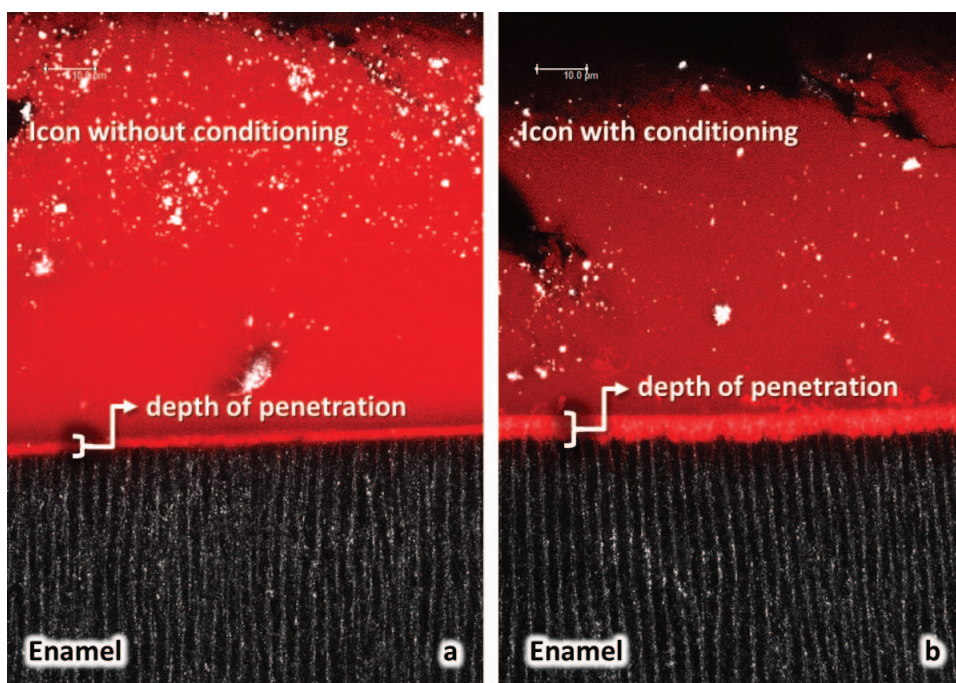 10.0 µm
Icon without conditioning
depth of penetration
Enamel
a
10.0 µm
Icon with conditioning
depth of penetration
Enamel
b